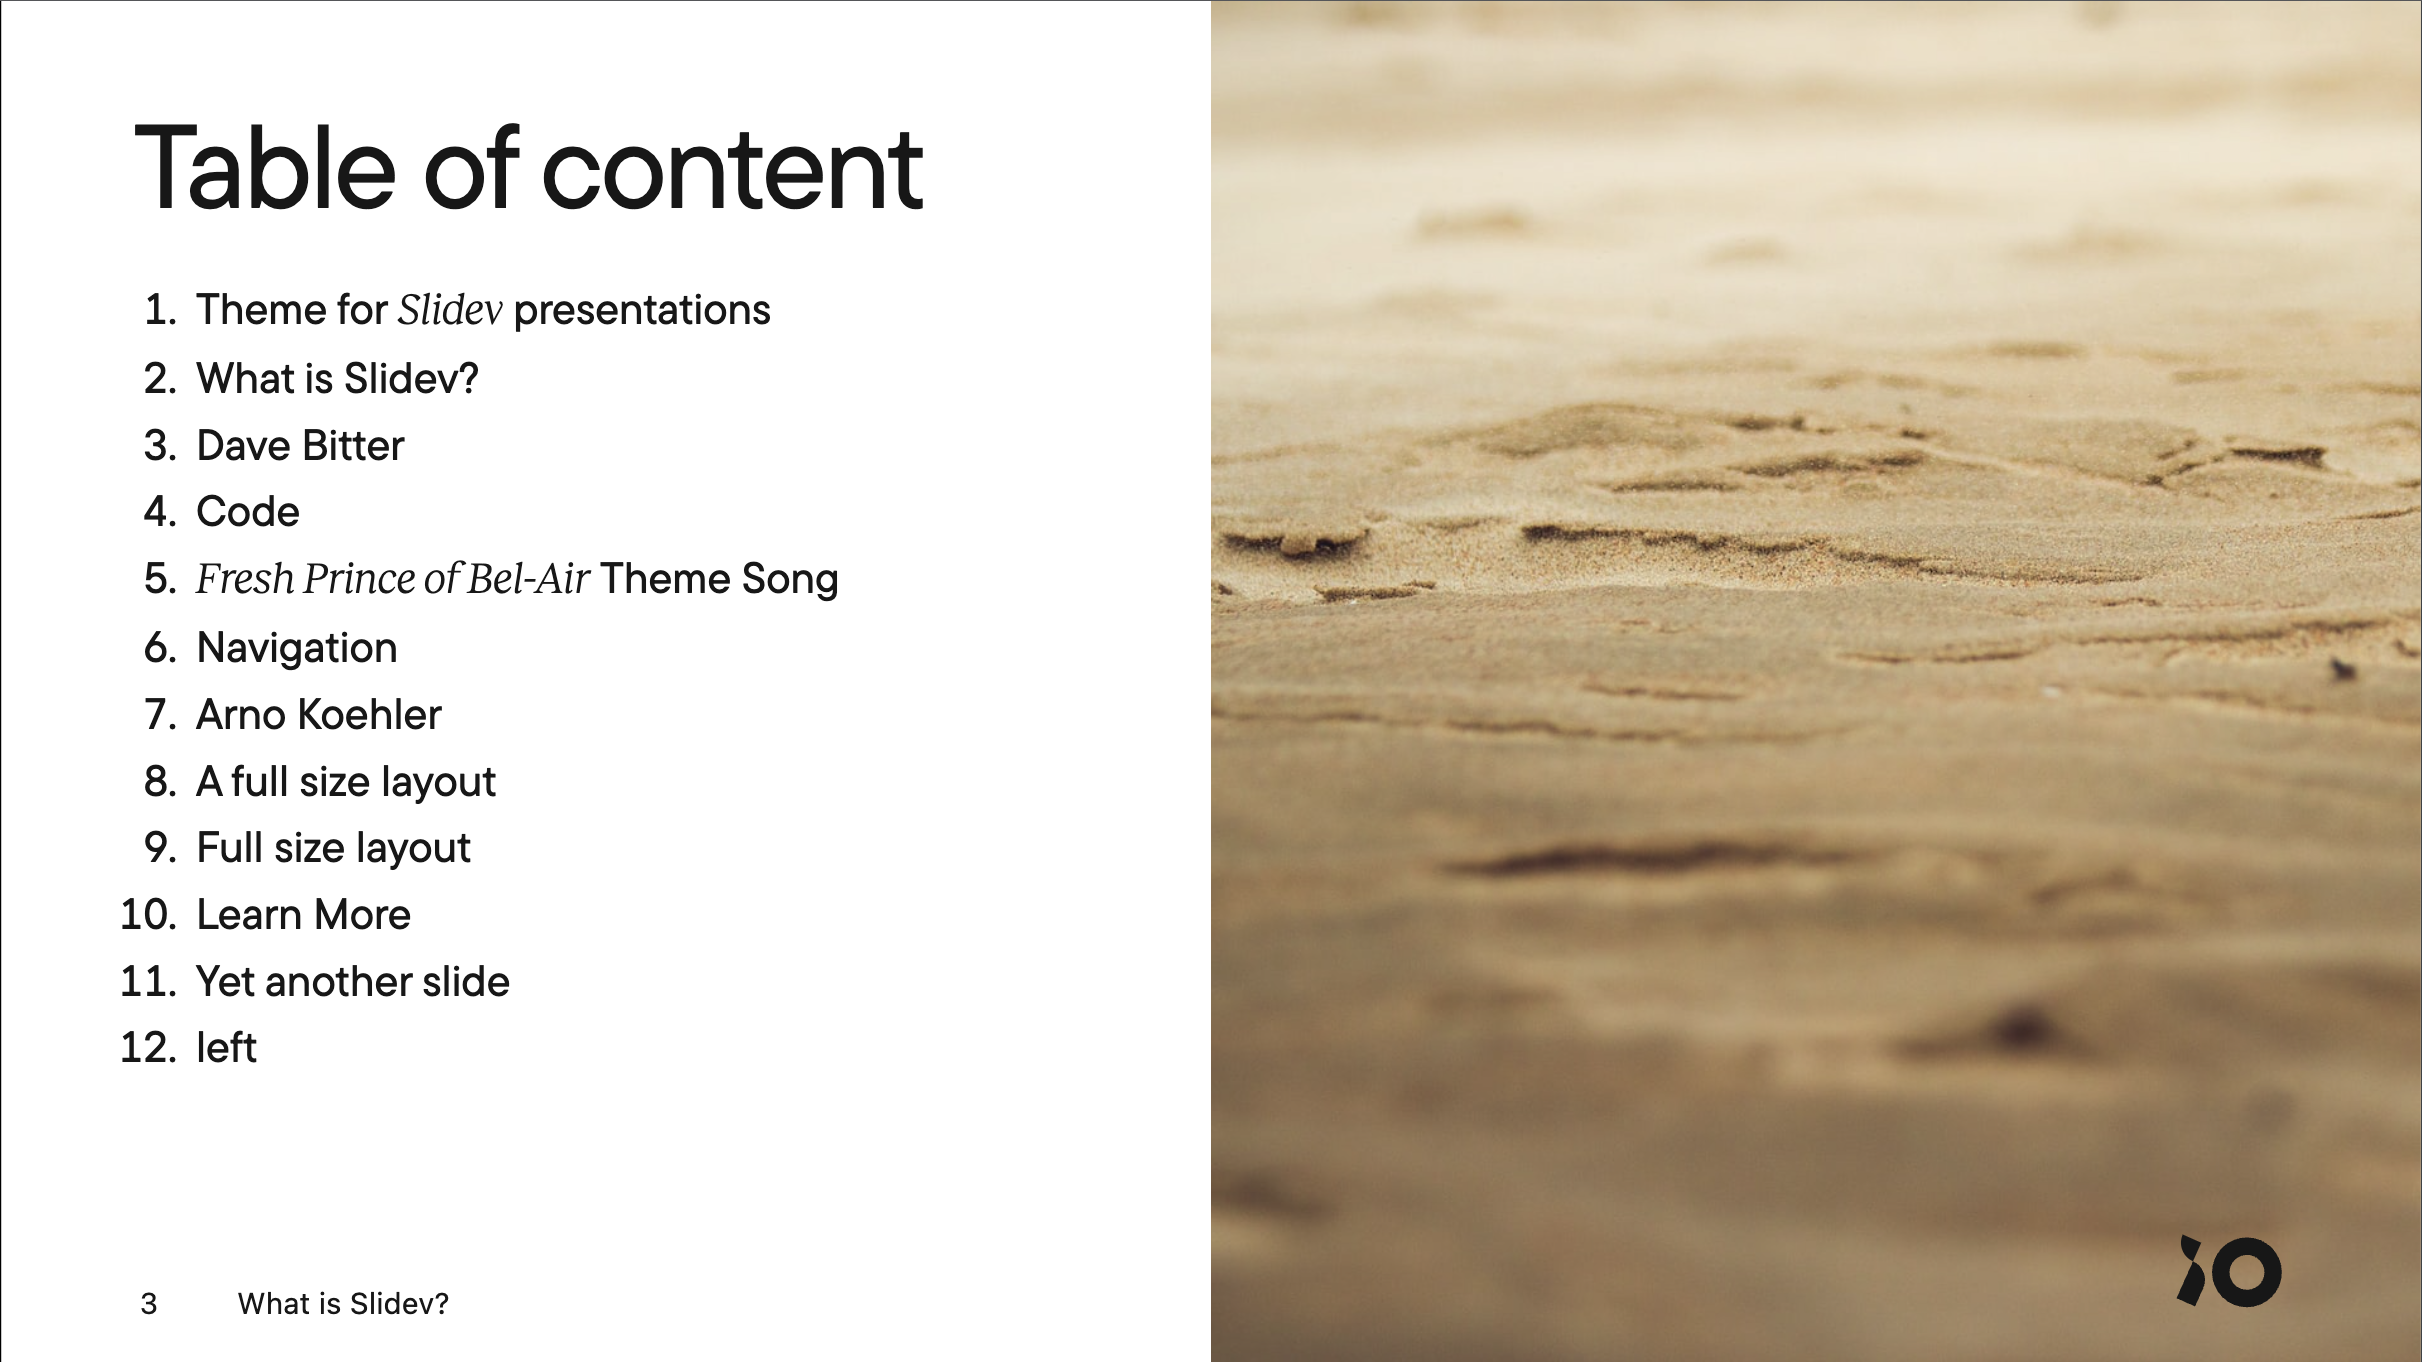 Table of content
1. Theme for Slidev presentations
2. What is Slidev?
3. Dave Bitter
4. Code
5. Fresh Prince of Bel-Air Theme Song
6. Navigation
7. Arno Koehler
8. A full size layout
9. Full size layout
10. Learn More
11. Yet another slide
12. left
3 What is Slidev?
iO